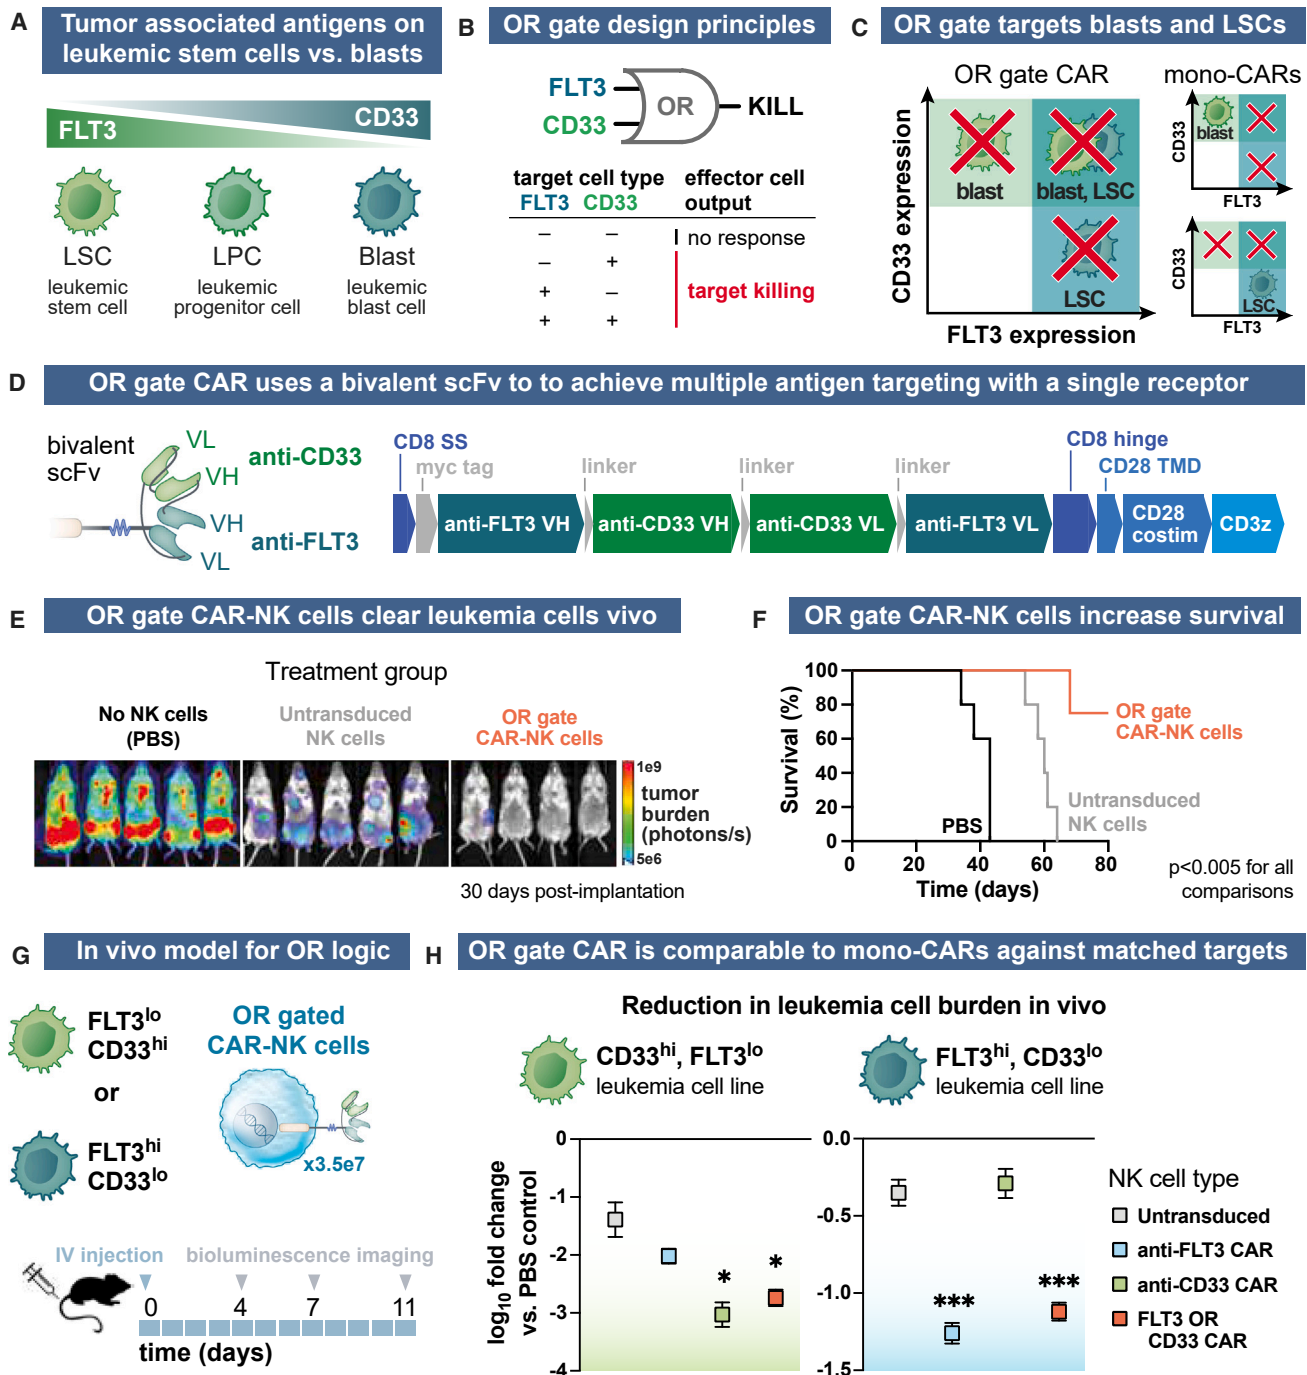 A
Tumor associated antigens on
leukemic stem cells vs. blasts
FLT3
CD33
LSC
leukemic
stem cell
LPC
leukemic
progenitor cell
Blast
leukemic
blast cell
B
OR gate design principles
FLT3
CD33
OR
KILL
target cell type
effector cell
output
FLT3 CD33
– – no response
– +
+ – target killing
+ +
C
OR gate targets blasts and LSCs
OR gate CAR
CD33 expression
blast
blast, LSC
LSC
FLT3 expression
mono-CARs
CD33
blast
FLT3
CD33
LSC
FLT3
D
OR gate CAR uses a bivalent scFv to to achieve multiple antigen targeting with a single receptor
bivalent
scFv
VL
VH
anti-CD33
VH
VL
anti-FLT3
CD8 SS
myc tag
linker
linker
linker
CD8 hinge
CD28 TMD
anti-FLT3 VH
anti-CD33 VH
anti-CD33 VL
anti-FLT3 VL
CD28
costim
CD3z
E
OR gate CAR-NK cells clear leukemia cells vivo
Treatment group
No NK cells
(PBS)
Untransduced
NK cells
OR gate
CAR-NK cells
1e9
tumor
burden
(photons/s)
5e6
30 days post-implantation
F
OR gate CAR-NK cells increase survival
Survival (%)
100
80
60
40
20
0
0 20 40 60 80
Time (days)
PBS
OR gate
CAR-NK cells
Untransduced
NK cells
p<0.005 for all
comparisons
G
In vivo model for OR logic
FLT3lo
CD33hi
or
FLT3hi
CD33lo
OR gated
CAR-NK cells
x3.5e7
IV injection
bioluminescence imaging
0 4 7 11
time (days)
H
OR gate CAR is comparable to mono-CARs against matched targets
Reduction in leukemia cell burden in vivo
CD33hi, FLT3lo
leukemia cell line
FLT3hi, CD33lo
leukemia cell line
log10 fold change
vs. PBS control
0
-1
-2
-3
-4
*
*
0.0
-0.5
-1.0
-1.5
***
***
NK cell type
Untransduced
anti-FLT3 CAR
anti-CD33 CAR
FLT3 OR
CD33 CAR